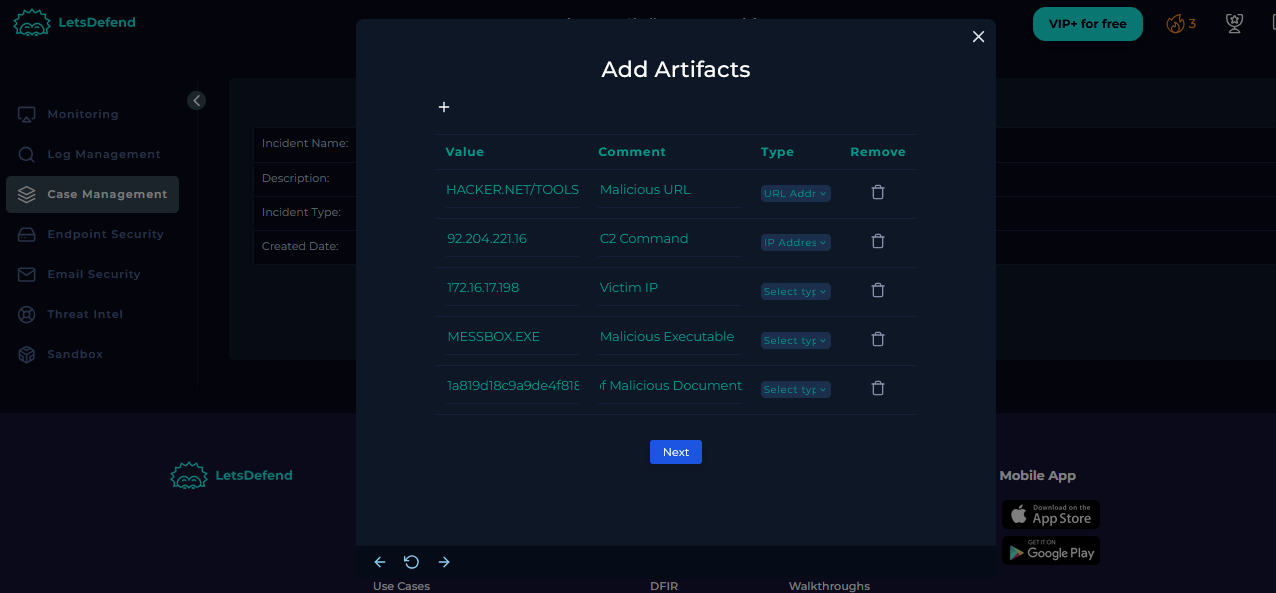 LetsDefend
VIP+ for free
3
Add Artifacts
+
Monitoring
Log Management
Case Management
Endpoint Security
Email Security
Threat Intel
Sandbox
Incident Name:
Description:
Incident Type:
Created Date:
Value Comment Type Remove
HACKER.NET/TOOLS Malicious URL URL Addr
92.204.221.16 C2 Command IP Addres
172.16.17.198 Victim IP Select typ
MESSBOX.EXE Malicious Executable Select typ
1a819d18c9a9de4f818 of Malicious Document Select typ
Next
LetsDefend
Mobile App
Download on the
App Store
GET IT ON
Google Play
Use Cases DFIR Walkthroughs